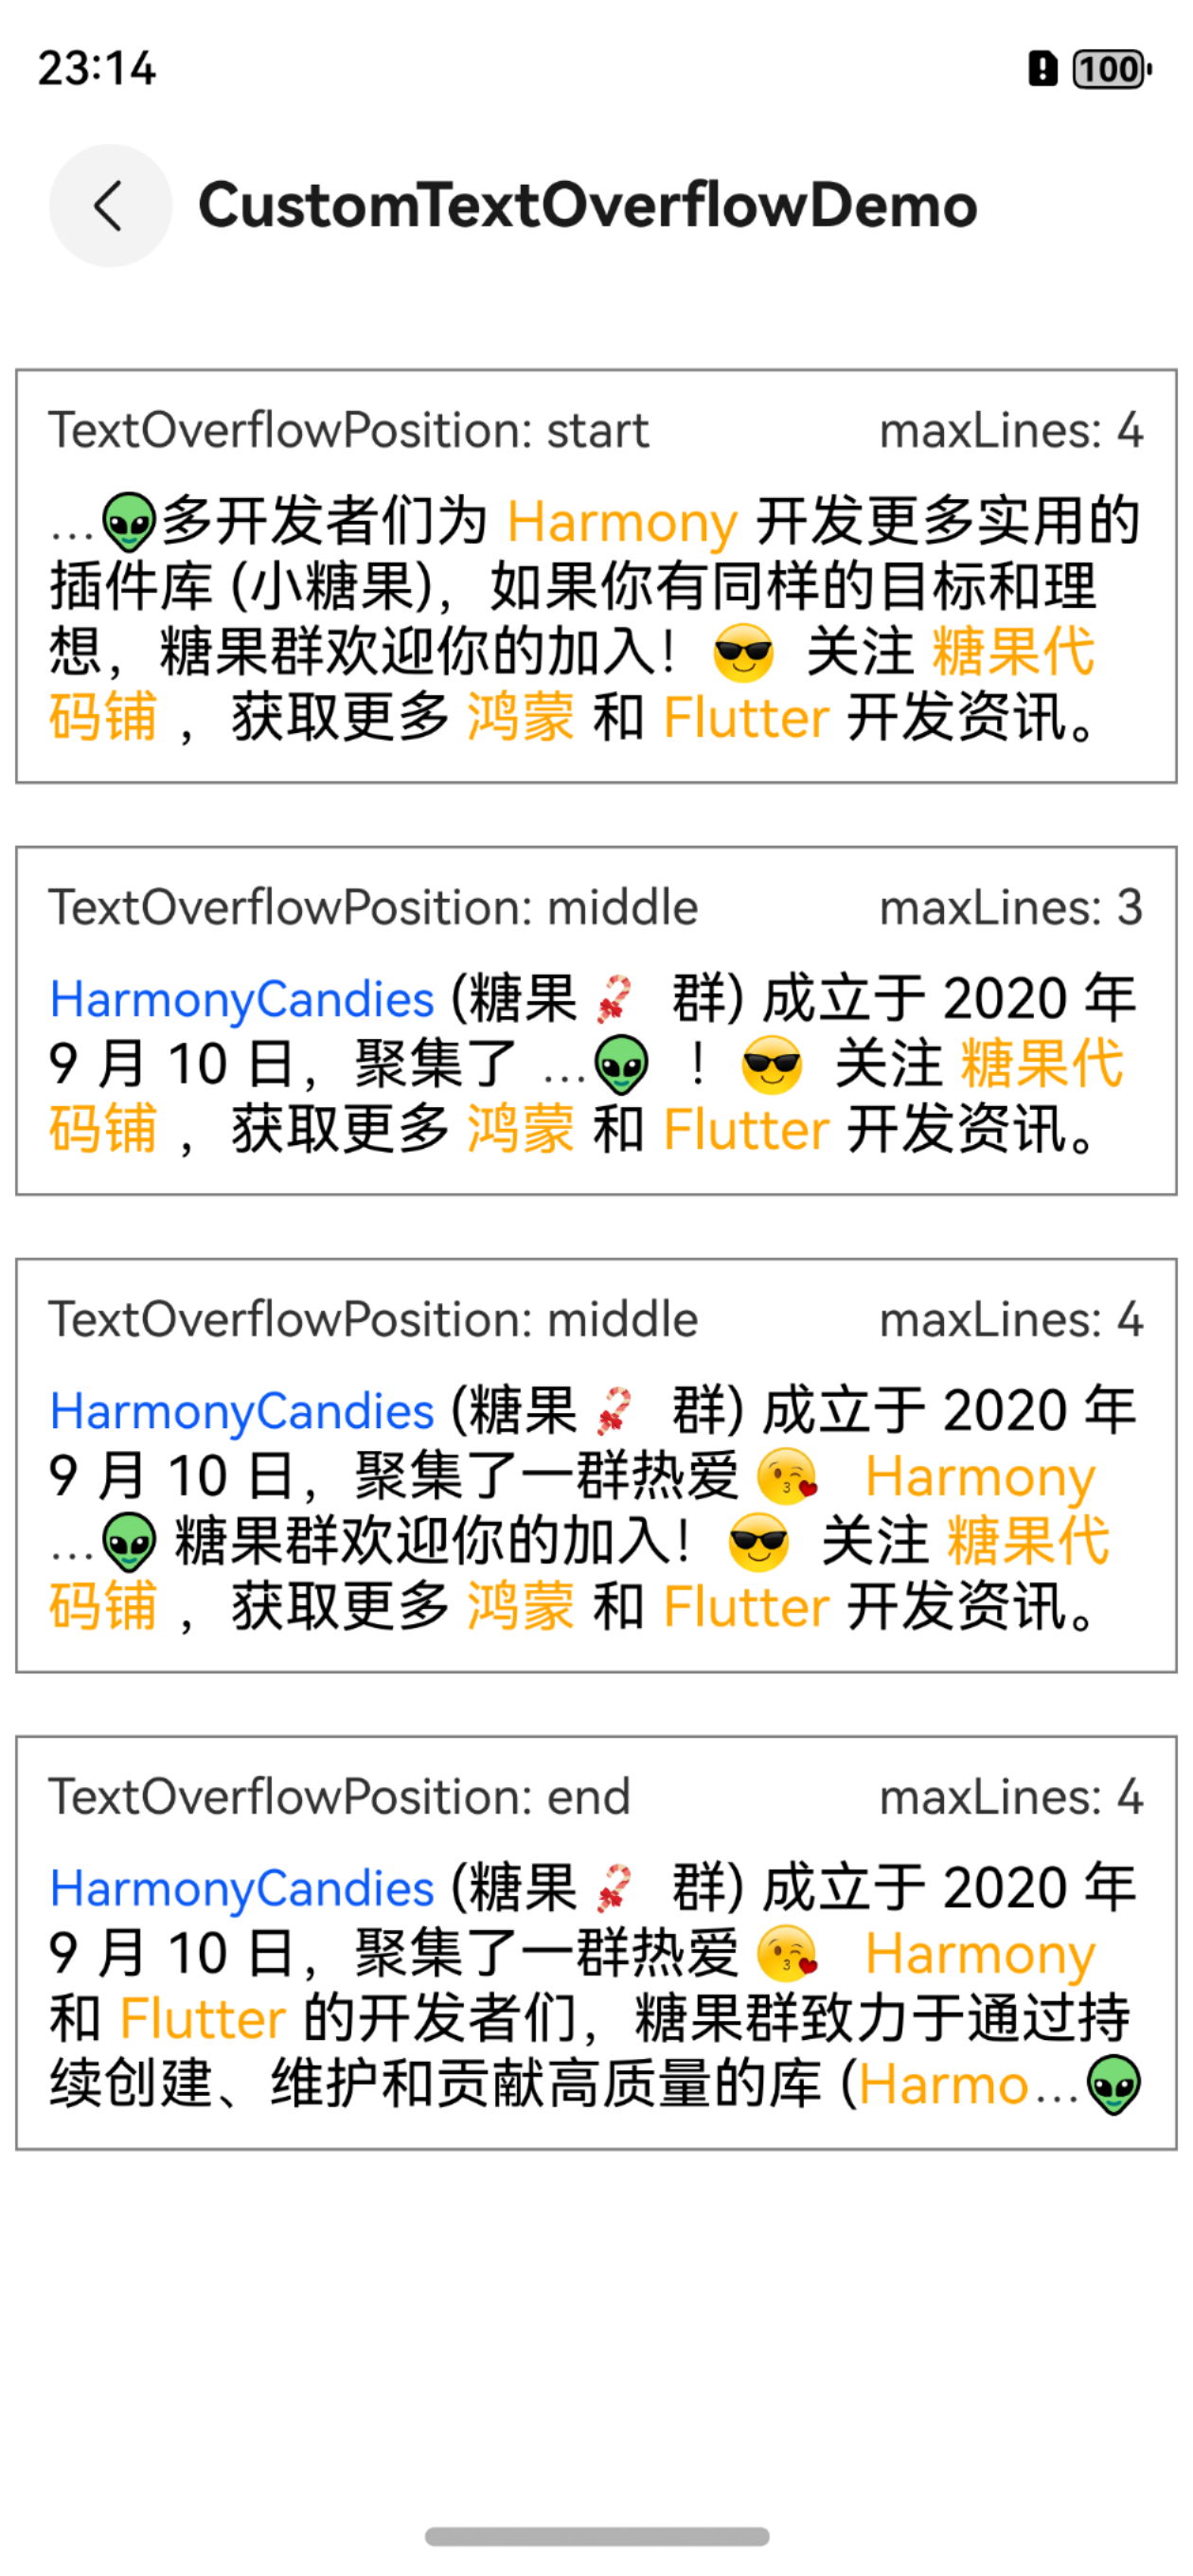 23:14
100
CustomTextOverflowDemo
TextOverflowPosition: start maxLines: 4
...👽多开发者们为 Harmony 开发更多实用的
插件库 (小糖果)，如果你有同样的目标和理
想，糖果群欢迎你的加入！😎 关注 糖果代
码铺 ，获取更多 鸿蒙 和 Flutter 开发资讯。
TextOverflowPosition: middle maxLines: 3
HarmonyCandies (糖果 群) 成立于 2020 年
9 月 10 日，聚集了 ...👽 ！😎 关注 糖果代
码铺 ，获取更多 鸿蒙 和 Flutter 开发资讯。
TextOverflowPosition: middle maxLines: 4
HarmonyCandies (糖果 群) 成立于 2020 年
9 月 10 日，聚集了一群热爱 😘 Harmony
...👽 糖果群欢迎你的加入！😎 关注 糖果代
码铺 ，获取更多 鸿蒙 和 Flutter 开发资讯。
TextOverflowPosition: end maxLines: 4
HarmonyCandies (糖果 群) 成立于 2020 年
9 月 10 日，聚集了一群热爱 😘 Harmony
和 Flutter 的开发者们，糖果群致力于通过持
续创建、维护和贡献高质量的库 (Harmo...👽